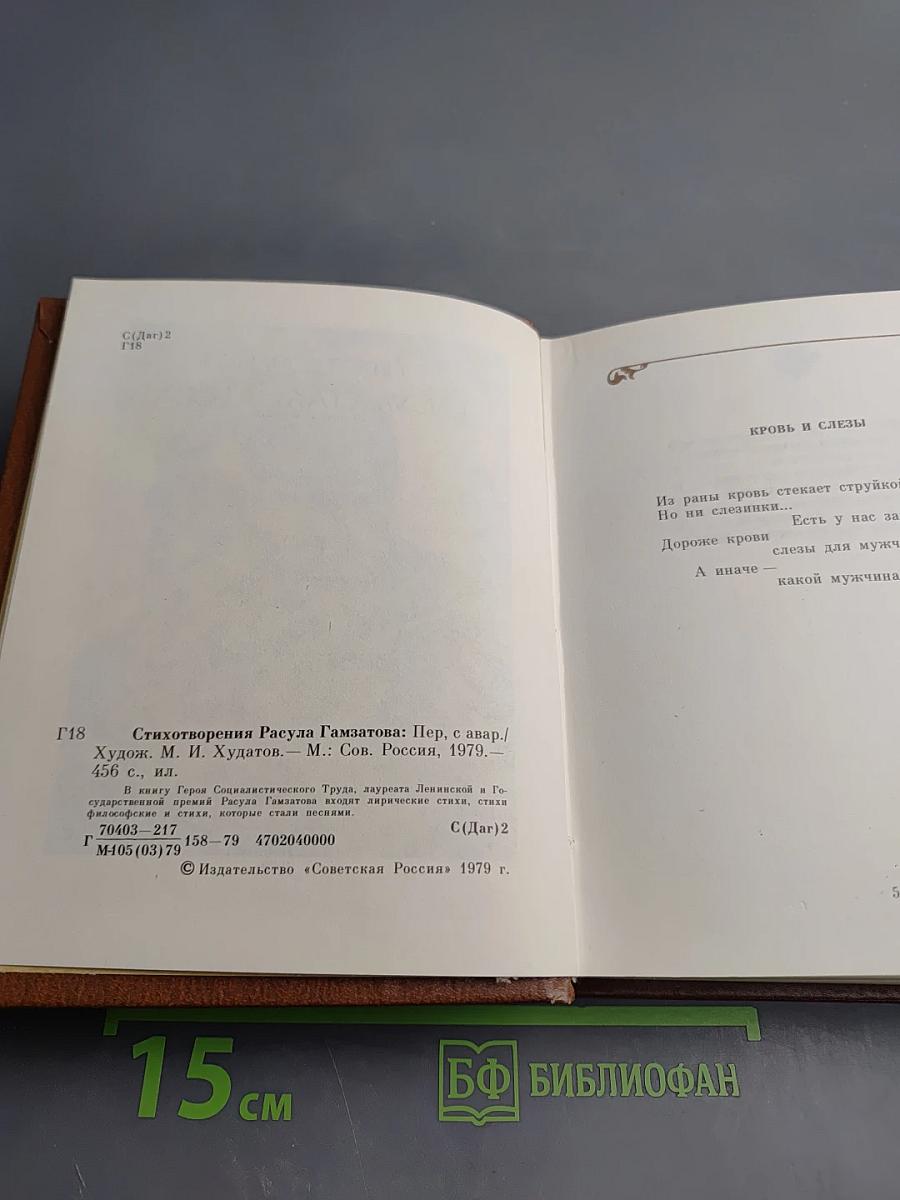 С(Даг)2
Г18
Г18 Стихотворения Расула Гамзатова: Пер, с авар./
Худож. М. И. Худатов.— М.: Сов. Россия, 1979.—
456 с., ил.
В книгу Героя Социалистического Труда, лауреата Ленинской и Го-
сударственной премий Расула Гамзатова входят лирические стихи, стихи
философские и стихи, которые стали песнями.
Г 70403—217 158—79 4702040000 С(Даг)2
М-105(03)79
© Издательство «Советская Россия» 1979 г.
КРОВЬ И СЛЕЗЫ
Из раны кровь стекает струйкой
Но ни слезинки...
Есть у нас за
Дороже крови
слезы для мужч
А иначе —
какой мужчина
5
15 см
БФ БИБЛИОФАН